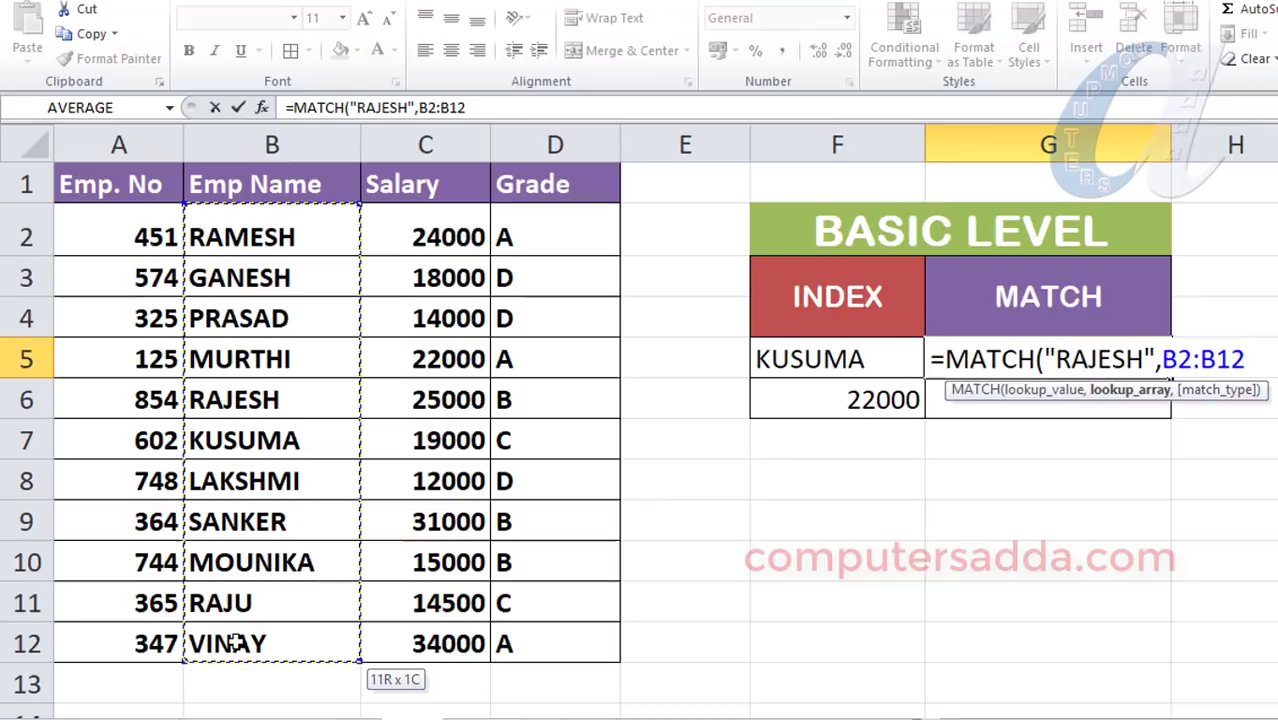 Cut
Copy
Paste
Format Painter
Clipboard
11
B I U
A
Font
Wrap Text
Merge & Center
Alignment
General
% ,
Number
Conditional Formatting
Format as Table
Cell Styles
Styles
Insert Delete Format
Cells
Σ AutoS
Fill
Clear
COMPUTERS
adda
AVERAGE fx =MATCH("RAJESH",B2:B12
A B C D E F G H
1 Emp. No Emp Name Salary Grade
2 451 RAMESH 24000 A BASIC LEVEL
3 574 GANESH 18000 D INDEX MATCH
4 325 PRASAD 14000 D
5 125 MURTHI 22000 A KUSUMA =MATCH("RAJESH",B2:B12
MATCH(lookup_value, lookup_array, [match_type])
6 854 RAJESH 25000 B 22000
7 602 KUSUMA 19000 C
8 748 LAKSHMI 12000 D
9 364 SANKER 31000 B
10 744 MOUNIKA 15000 B computersadda.com
11 365 RAJU 14500 C
12 347 VINAY 34000 A
11R x 1C
13